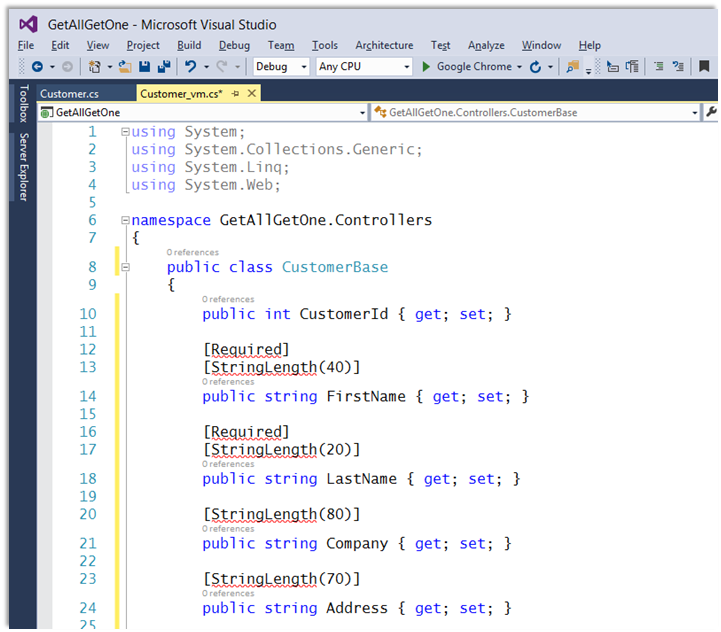 GetAllGetOne - Microsoft Visual Studio
File Edit View Project Build Debug Team Tools Architecture Test Analyze Window Help
Debug Any CPU Google Chrome
Toolbox
Server Explorer
Customer.cs Customer_vm.cs*
GetAllGetOne GetAllGetOne.Controllers.CustomerBase
1 using System;
2 using System.Collections.Generic;
3 using System.Linq;
4 using System.Web;
5
6 namespace GetAllGetOne.Controllers
7 {
0 references
8 public class CustomerBase
9 {
0 references
10 public int CustomerId { get; set; }
11
12 [Required]
13 [StringLength(40)]
0 references
14 public string FirstName { get; set; }
15
16 [Required]
17 [StringLength(20)]
0 references
18 public string LastName { get; set; }
19
20 [StringLength(80)]
0 references
21 public string Company { get; set; }
22
23 [StringLength(70)]
0 references
24 public string Address { get; set; }
25